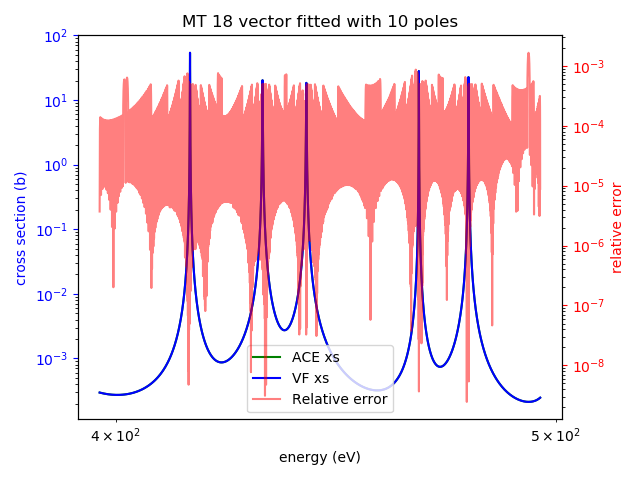 MT 18 vector fitted with 10 poles
cross section (b)
10²
10¹
10⁰
10⁻¹
10⁻²
10⁻³
10⁻³
10⁻⁴
10⁻⁵
10⁻⁶
10⁻⁷
10⁻⁸
relative error
ACE xs
VF xs
Relative error
4 × 10²
5 × 10²
energy (eV)